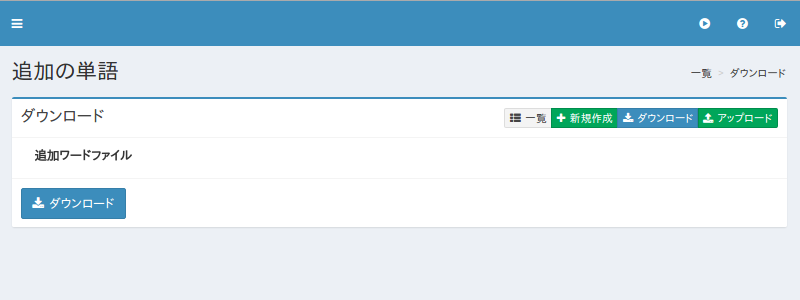 追加の単語
一覧 > ダウンロード
ダウンロード
一覧 新規作成 ダウンロード アップロード
追加ワードファイル
ダウンロード